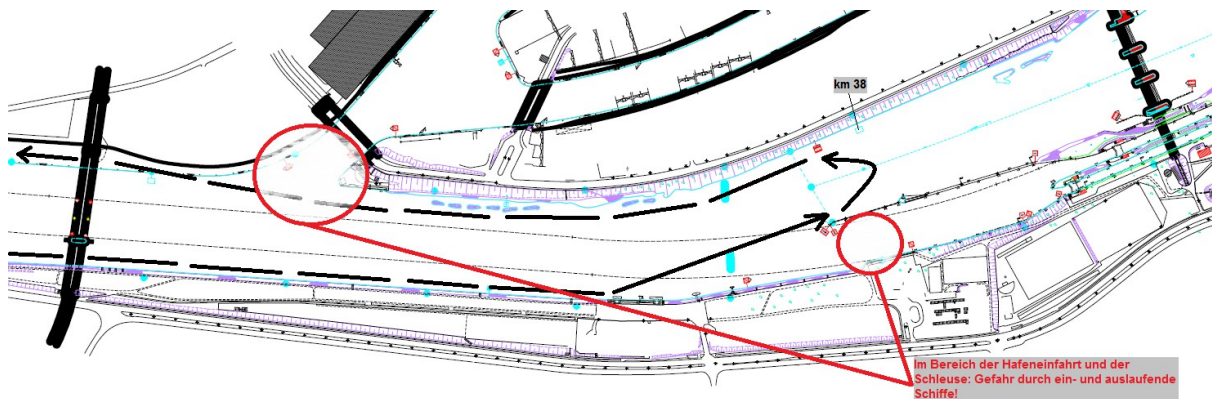 km 38
Im Bereich der Hafeneinfahrt und der
Schleuse: Gefahr durch ein- und auslaufende
Schiffe!